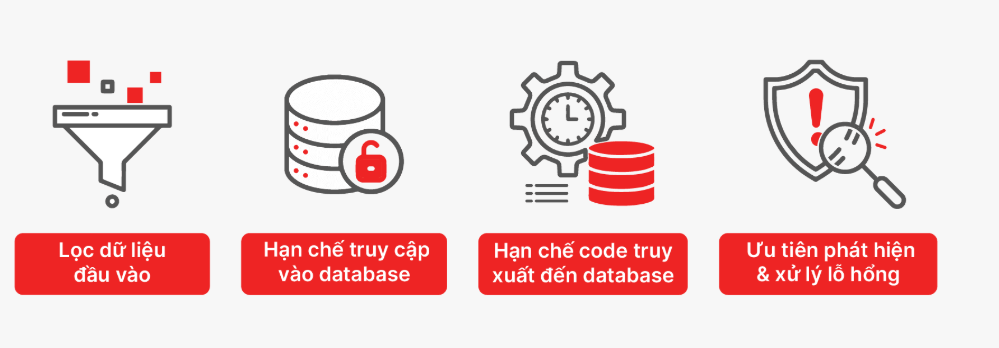 Lọc dữ liệu
đầu vào
Hạn chế truy cập
vào database
Hạn chế code truy
xuất đến database
Ưu tiên phát hiện
& xử lý lỗ hổng